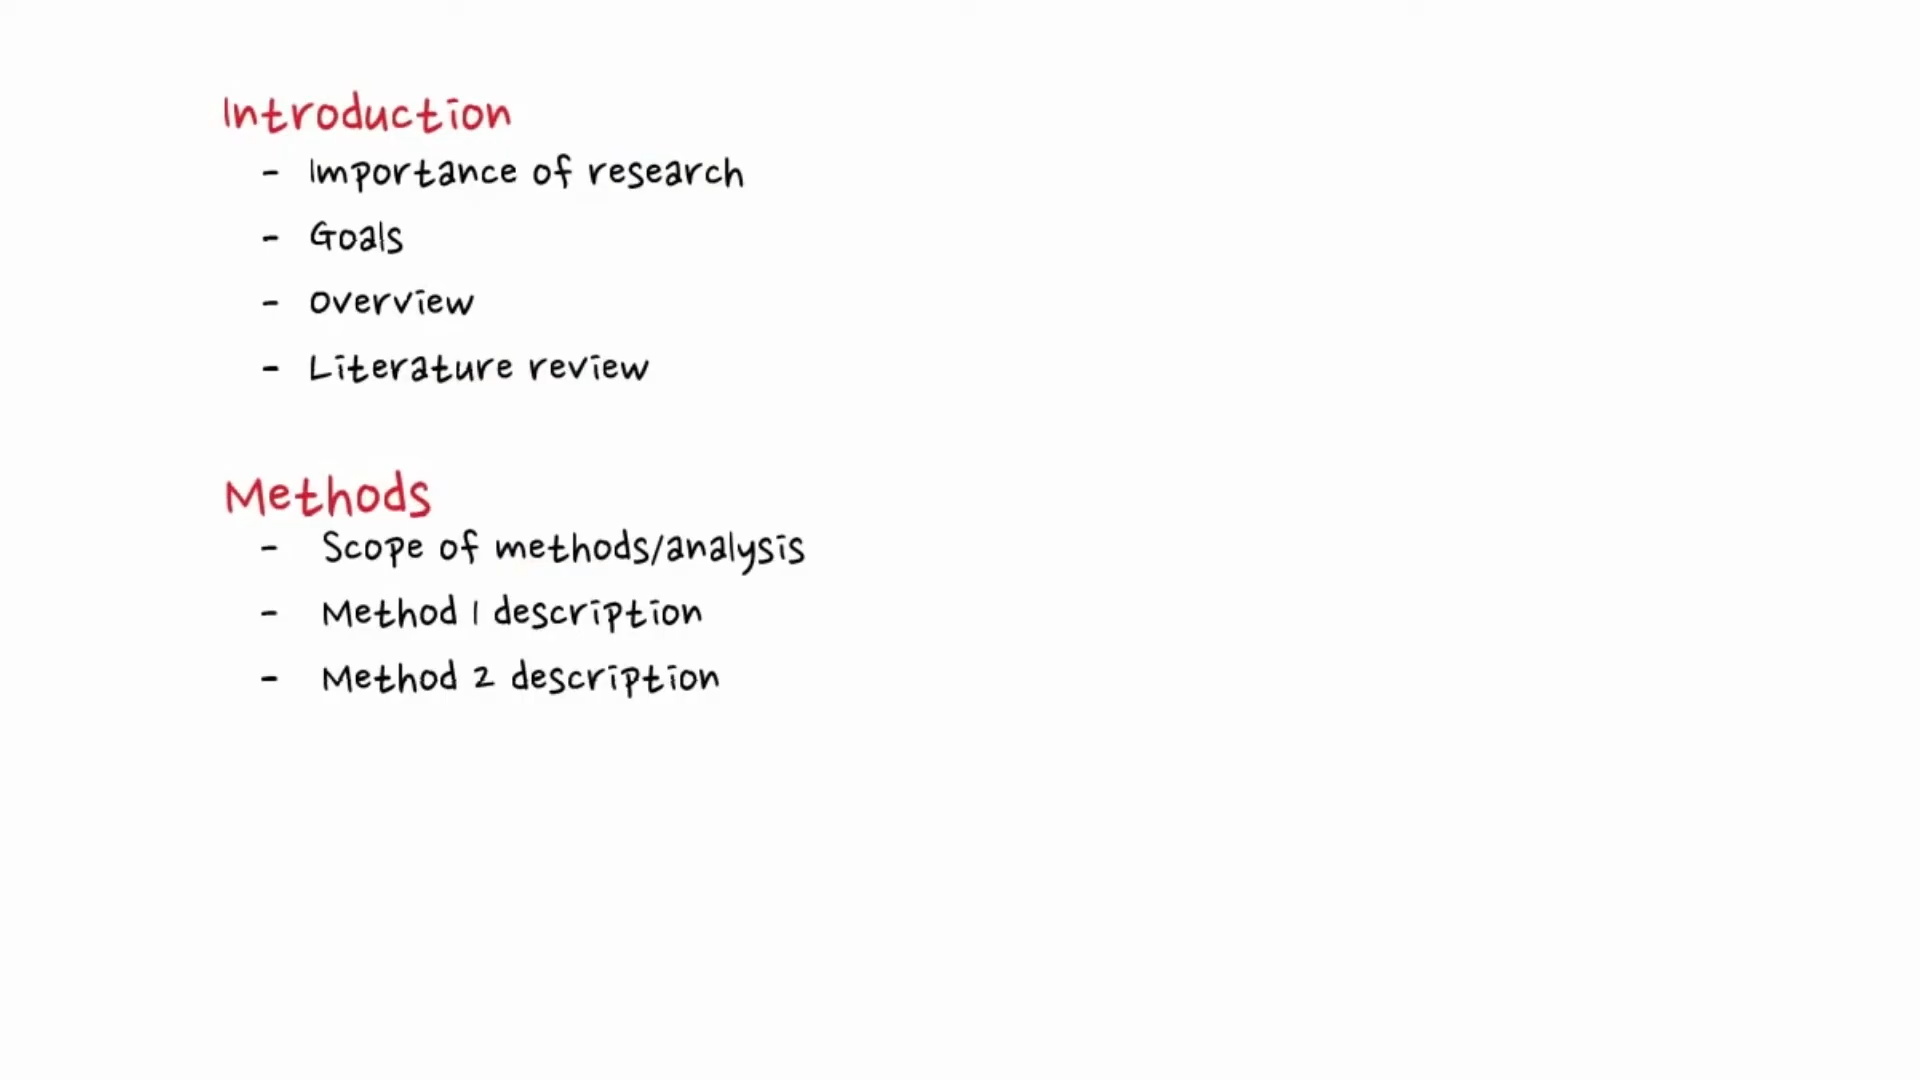 Introduction
- Importance of research
- Goals
- Overview
- Literature review
Methods
- Scope of methods/analysis
- Method 1 description
- Method 2 description